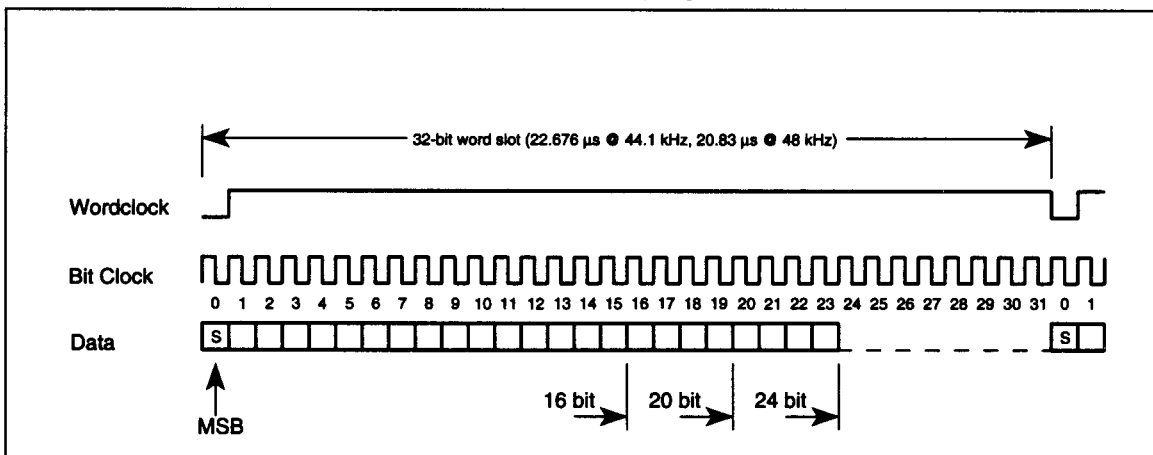 32-bit word slot (22.676 µs @ 44.1 kHz, 20.83 µs @ 48 kHz)
Wordclock
Bit Clock
0 1 2 3 4 5 6 7 8 9 10 11 12 13 14 15 16 17 18 19 20 21 22 23 24 25 26 27 28 29 30 31 0 1
Data S S
16 bit 20 bit 24 bit
MSB